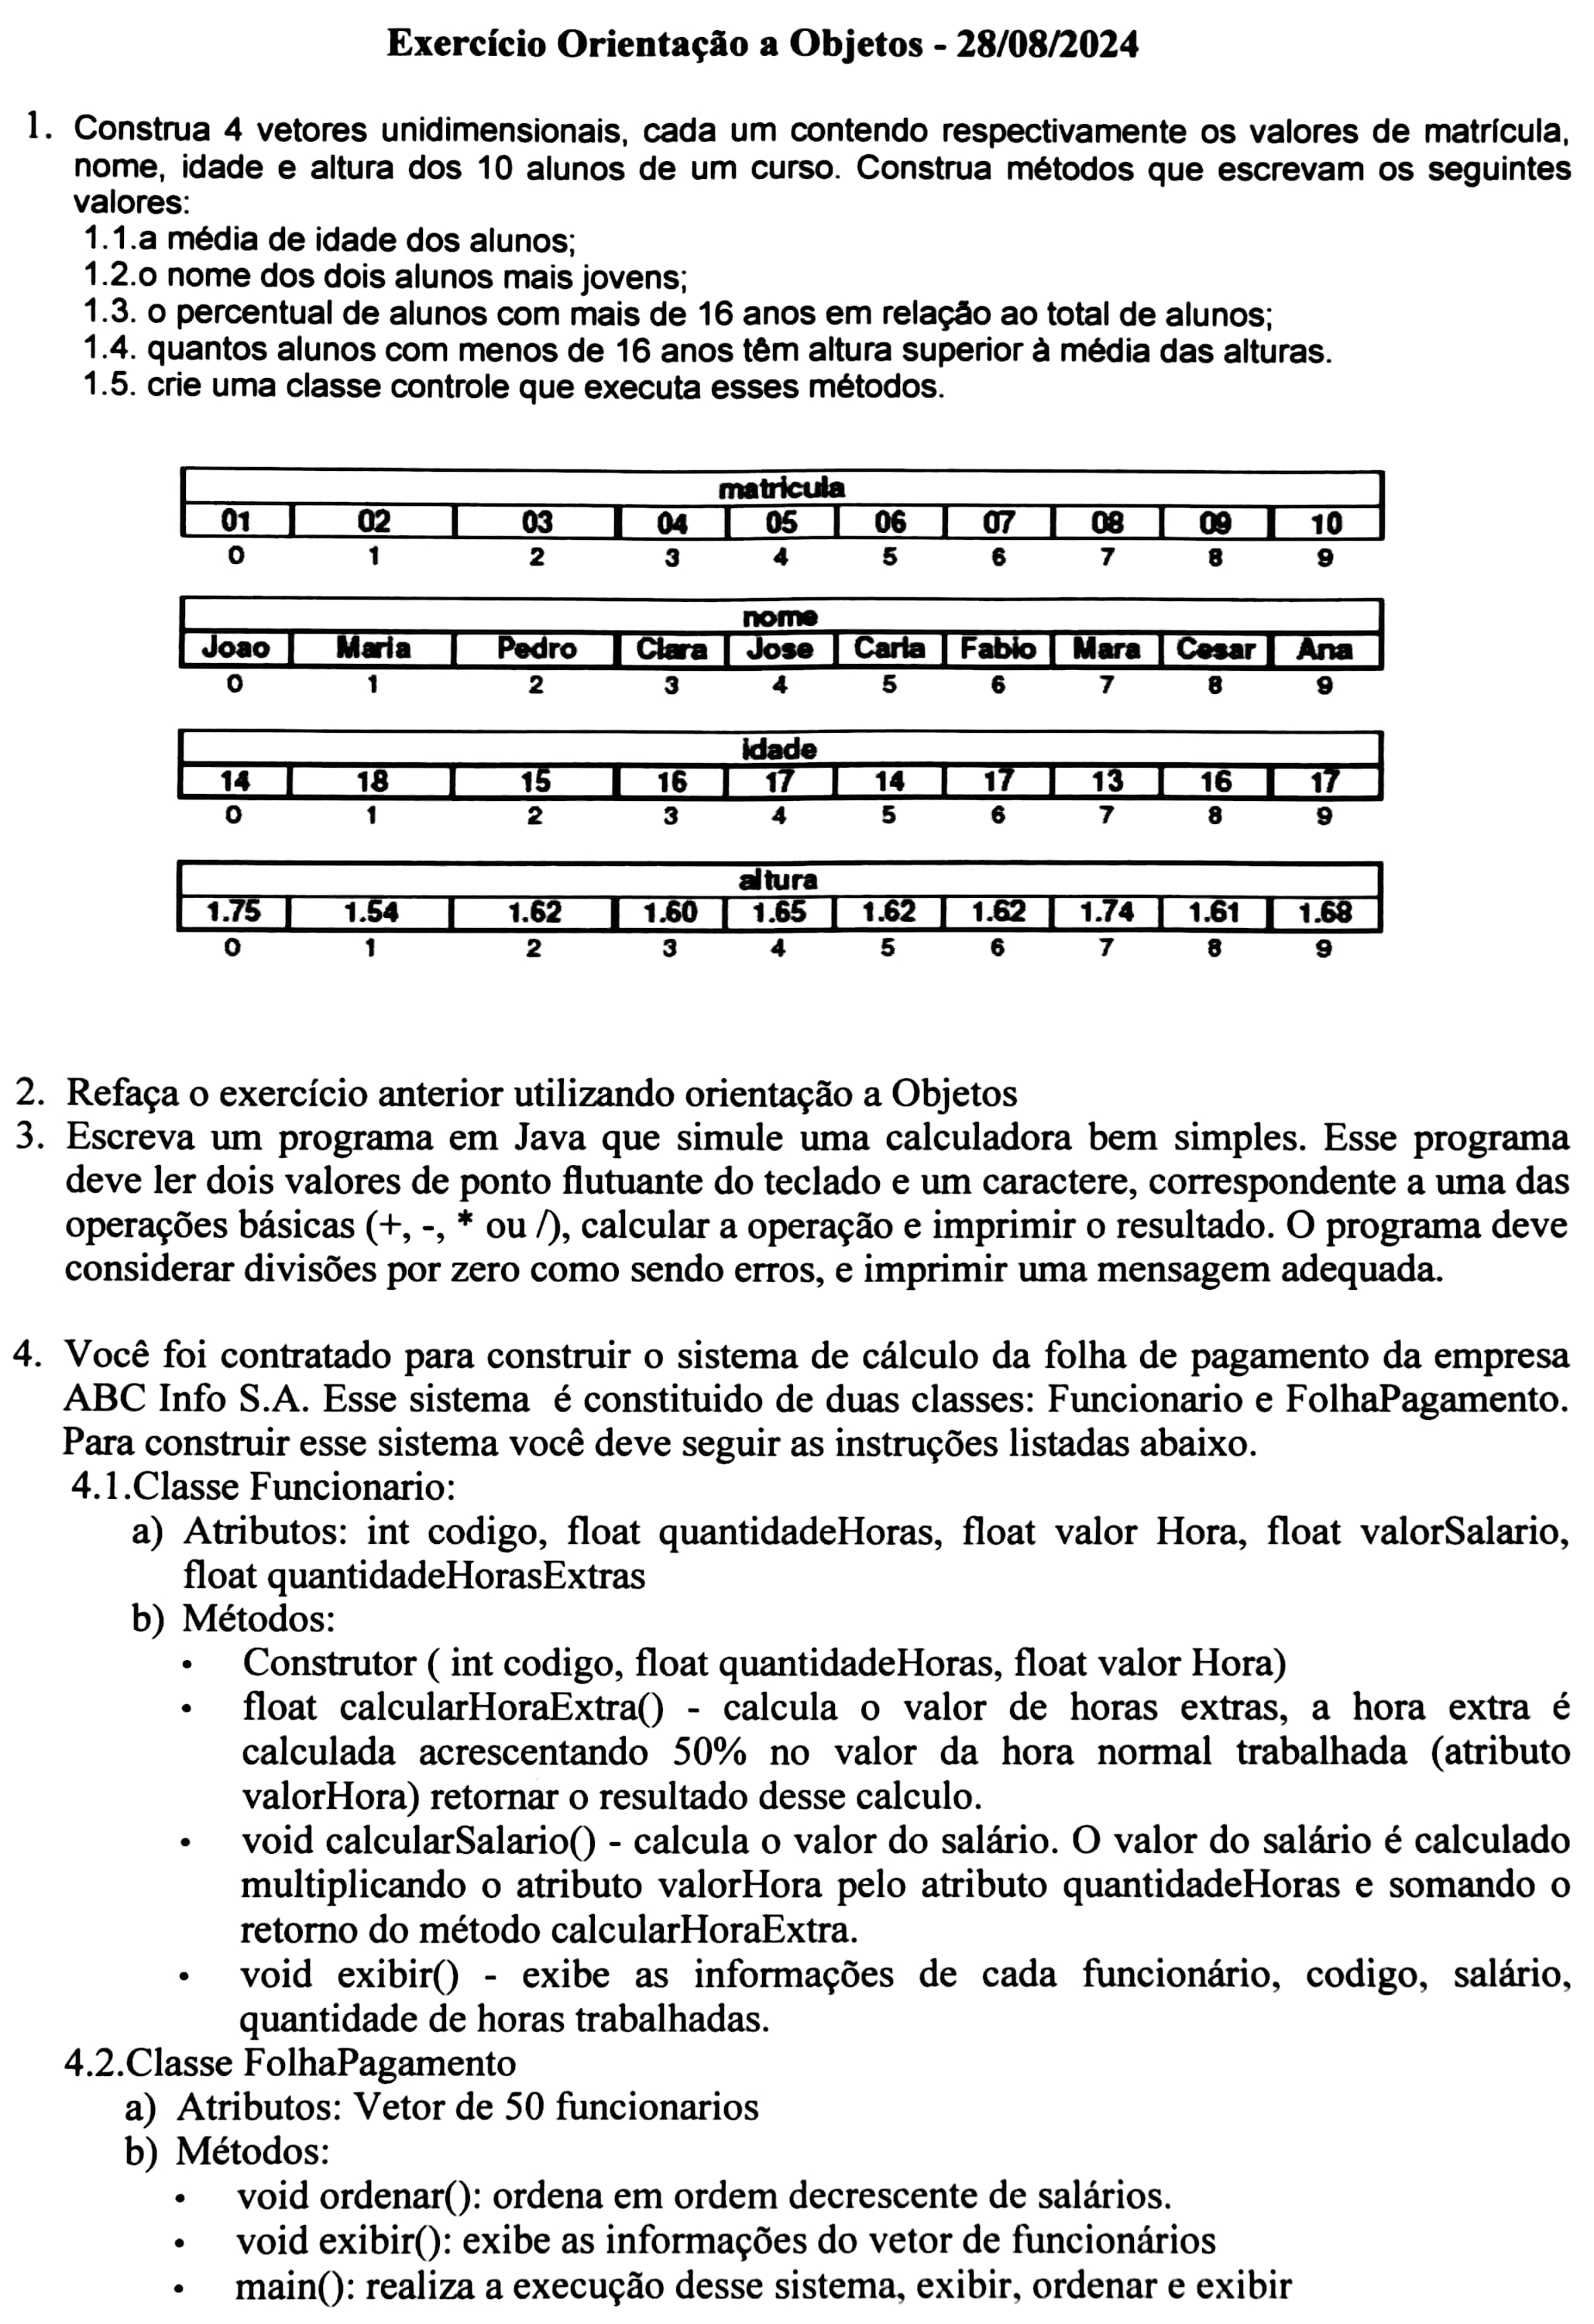 Exercício Orientação a Objetos - 28/08/2024
1. Construa 4 vetores unidimensionais, cada um contendo respectivamente os valores de matrícula,
nome, idade e altura dos 10 alunos de um curso. Construa métodos que escrevam os seguintes
valores:
1.1.a média de idade dos alunos;
1.2.o nome dos dois alunos mais jovens;
1.3. o percentual de alunos com mais de 16 anos em relação ao total de alunos;
1.4. quantos alunos com menos de 16 anos têm altura superior à média das alturas.
1.5. crie uma classe controle que executa esses métodos.
matricula
01 02 03 04 05 06 07 08 09 10
0 1 2 3 4 5 6 7 8 9
nome
Joao Maria Pedro Clara Jose Carla Fabio Mara Cesar Ana
0 1 2 3 4 5 6 7 8 9
idade
14 18 15 16 17 14 17 13 16 17
0 1 2 3 4 5 6 7 8 9
altura
1.75 1.54 1.62 1.60 1.65 1.62 1.62 1.74 1.61 1.68
0 1 2 3 4 5 6 7 8 9
2. Refaça o exercício anterior utilizando orientação a Objetos
3. Escreva um programa em Java que simule uma calculadora bem simples. Esse programa
deve ler dois valores de ponto flutuante do teclado e um caractere, correspondente a uma das
operações básicas (+, -, * ou /), calcular a operação e imprimir o resultado. O programa deve
considerar divisões por zero como sendo erros, e imprimir uma mensagem adequada.
4. Você foi contratado para construir o sistema de cálculo da folha de pagamento da empresa
ABC Info S.A. Esse sistema é constituido de duas classes: Funcionario e FolhaPagamento.
Para construir esse sistema você deve seguir as instruções listadas abaixo.
4.1.Classe Funcionario:
a) Atributos: int codigo, float quantidadeHoras, float valor Hora, float valorSalario,
float quantidadeHorasExtras
b) Métodos:
• Construtor ( int codigo, float quantidadeHoras, float valor Hora)
• float calcularHoraExtra() - calcula o valor de horas extras, a hora extra é
calculada acrescentando 50% no valor da hora normal trabalhada (atributo
valorHora) retornar o resultado desse calculo.
• void calcularSalario() - calcula o valor do salário. O valor do salário é calculado
multiplicando o atributo valorHora pelo atributo quantidadeHoras e somando o
retorno do método calcularHoraExtra.
• void exibir() - exibe as informações de cada funcionário, codigo, salário,
quantidade de horas trabalhadas.
4.2.Classe FolhaPagamento
a) Atributos: Vetor de 50 funcionarios
b) Métodos:
• void ordenar(): ordena em ordem decrescente de salários.
• void exibir(): exibe as informações do vetor de funcionários
• main(): realiza a execução desse sistema, exibir, ordenar e exibir